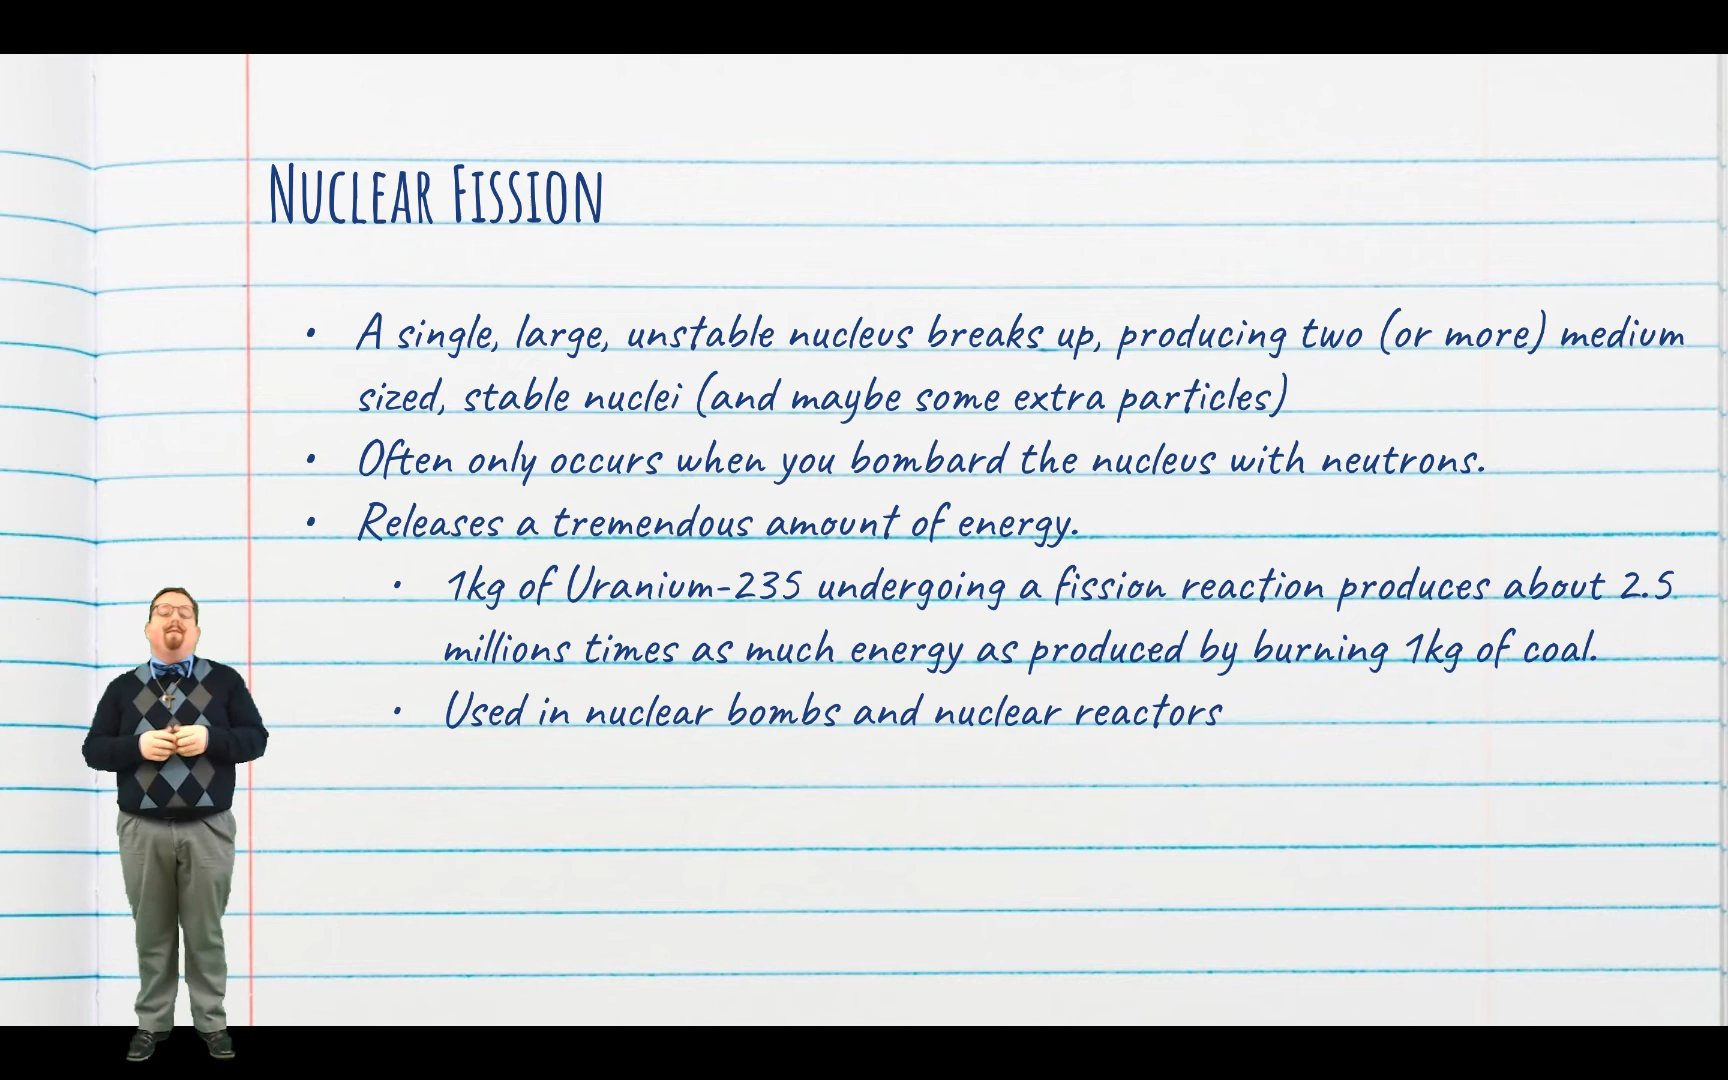 Nuclear Fission
• A single, large, unstable nucleus breaks up, producing two (or more) medium
sized, stable nuclei (and maybe some extra particles)
• Often only occurs when you bombard the nucleus with neutrons.
• Releases a tremendous amount of energy.
• 1kg of Uranium-235 undergoing a fission reaction produces about 2.5
millions times as much energy as produced by burning 1kg of coal.
• Used in nuclear bombs and nuclear reactors